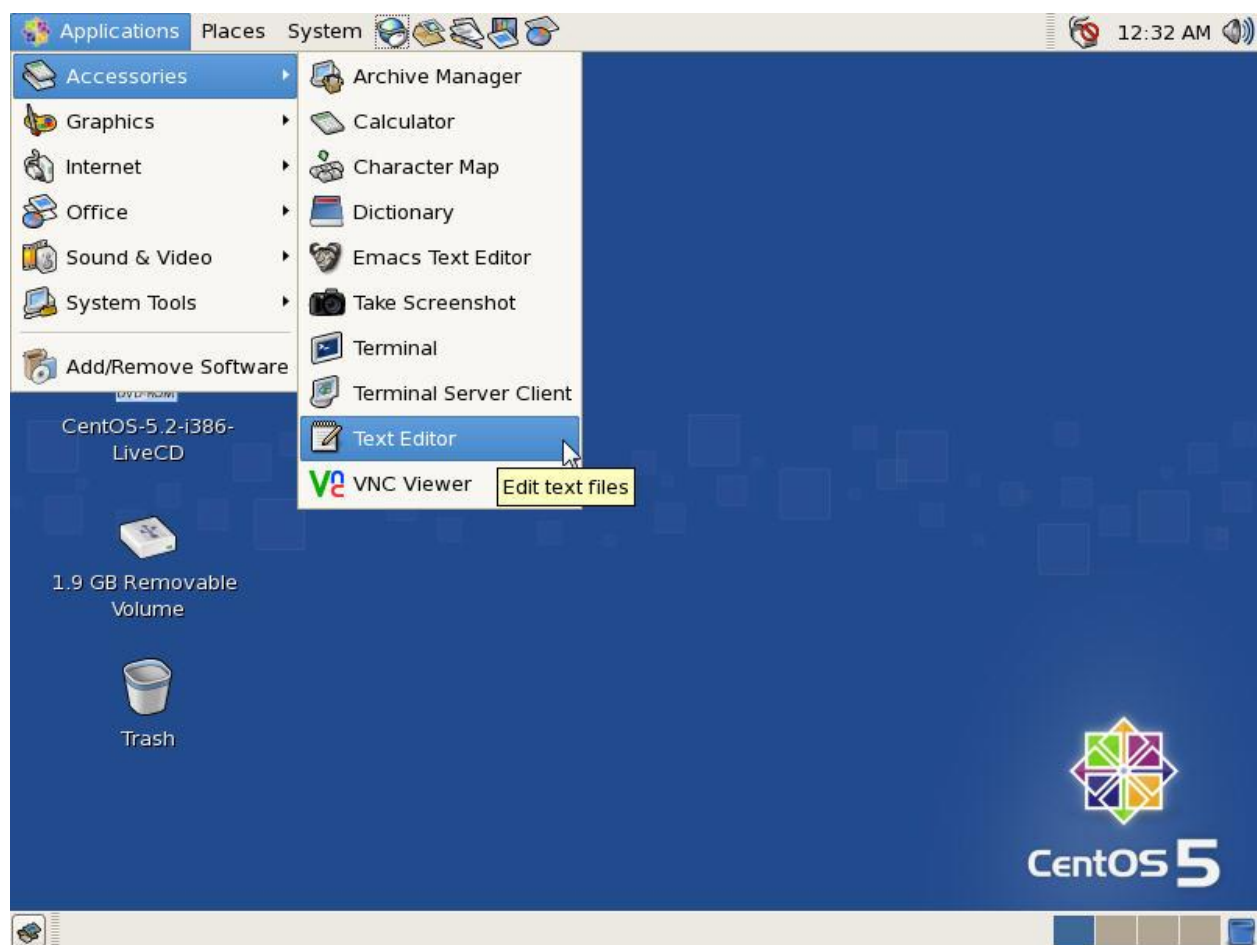 Applications Places System 12:32 AM
Accessories
Graphics
Internet
Office
Sound & Video
System Tools
Add/Remove Software
Archive Manager
Calculator
Character Map
Dictionary
Emacs Text Editor
Take Screenshot
Terminal
Terminal Server Client
Text Editor
VNC Viewer
Edit text files
DVD-ROM
CentOS-5.2-i386-
LiveCD
1.9 GB Removable
Volume
Trash
CentOS 5